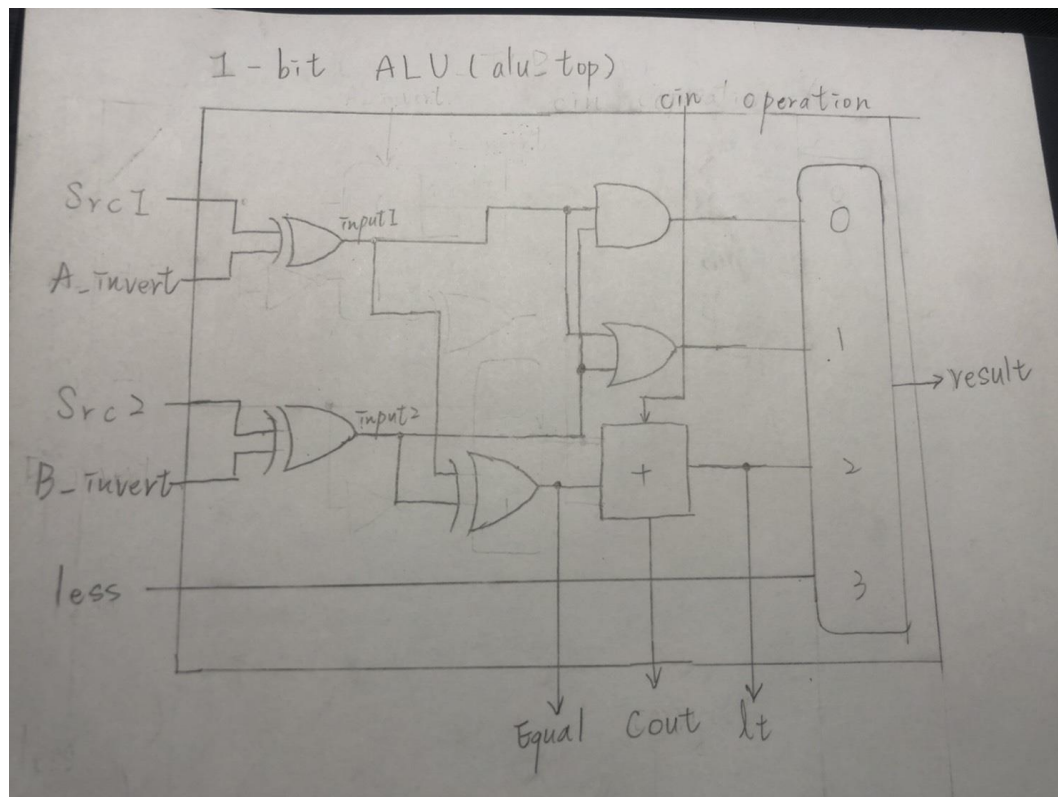 1-bit ALU (alu_top)
cin operation
Src1
input1
A_invert
Src2
input2
B_invert
less
0
1
2
3
+
result
Equal Cout lt